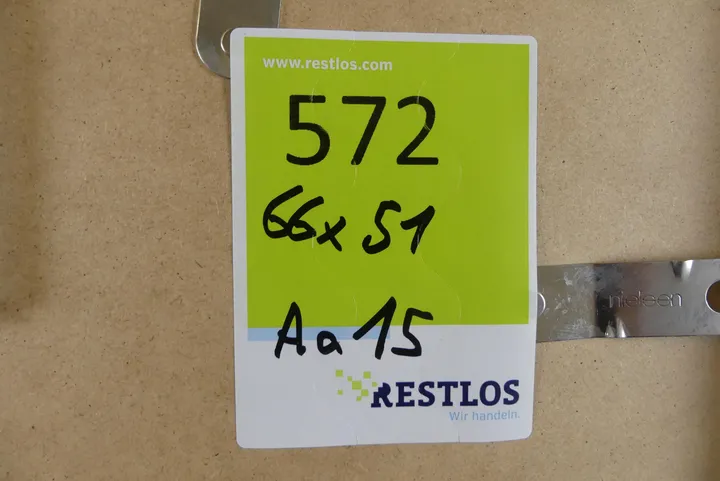 www.restlos.com
572
66x51
Aa15
RESTLOS
Wir handeln.
nielsen